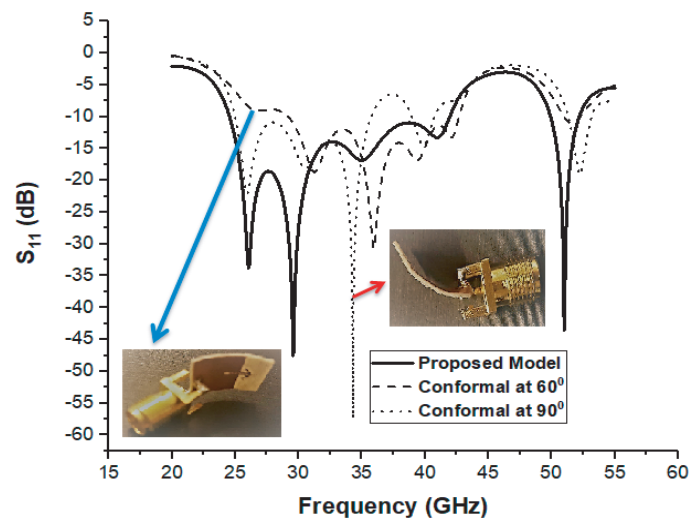 5
0
-5
-10
-15
-20
-25
-30
-35
-40
-45
-50
-55
-60
S₁₁ (dB)
Proposed Model
Conformal at 60⁰
Conformal at 90⁰
15 20 25 30 35 40 45 50 55 60
Frequency (GHz)